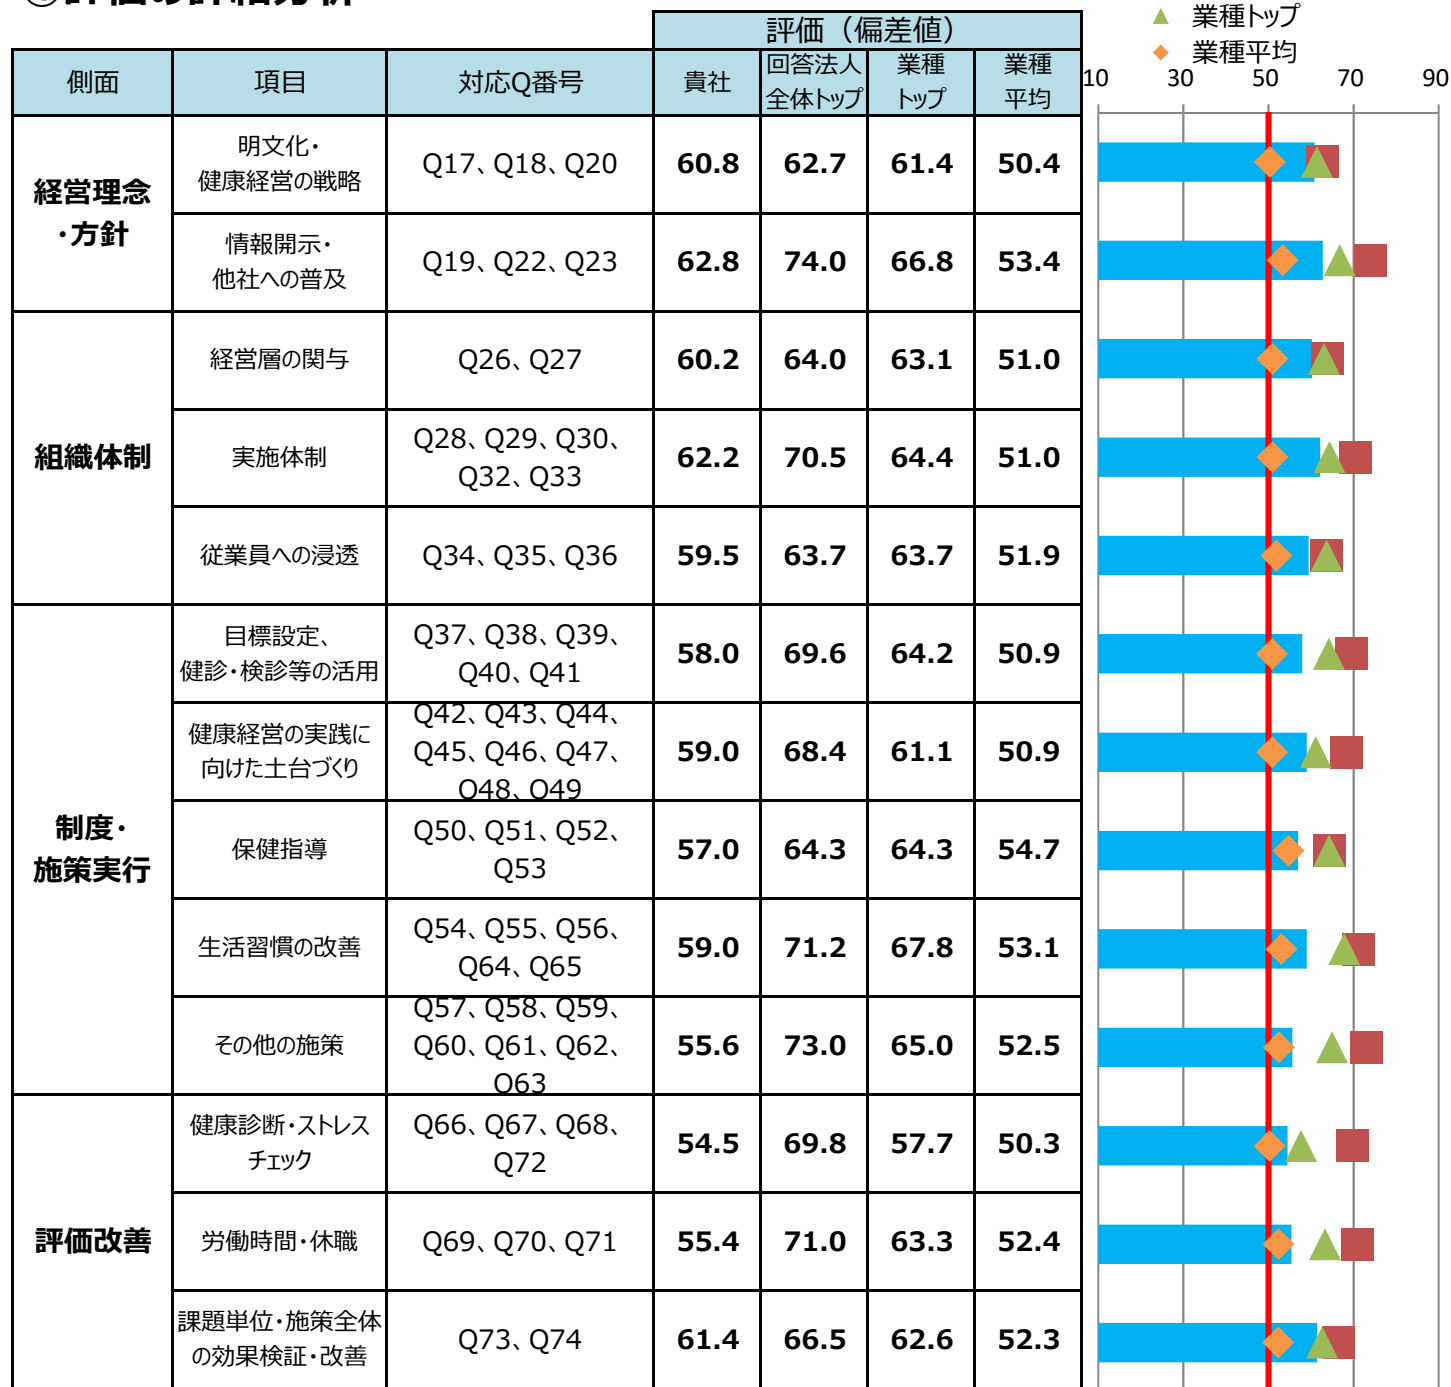 評価（偏差値）
側面 項目 対応Q番号 貴社 回答法人 業種 業種
全体トップ トップ 平均
▲ 業種トップ
◆ 業種平均
10 30 50 70 90
経営理念
・方針
明文化・
健康経営の戦略
Q17、Q18、Q20 60.8 62.7 61.4 50.4
情報開示・
他社への普及
Q19、Q22、Q23 62.8 74.0 66.8 53.4
組織体制
経営層の関与 Q26、Q27 60.2 64.0 63.1 51.0
実施体制
Q28、Q29、Q30、
Q32、Q33
62.2 70.5 64.4 51.0
従業員への浸透 Q34、Q35、Q36 59.5 63.7 63.7 51.9
制度・
施策実行
目標設定、
健診・検診等の活用
Q37、Q38、Q39、
Q40、Q41
58.0 69.6 64.2 50.9
健康経営の実践に
向けた土台づくり
Q42、Q43、Q44、
Q45、Q46、Q47、
Q48、Q49
59.0 68.4 61.1 50.9
保健指導
Q50、Q51、Q52、
Q53
57.0 64.3 64.3 54.7
生活習慣の改善
Q54、Q55、Q56、
Q64、Q65
59.0 71.2 67.8 53.1
その他の施策
Q57、Q58、Q59、
Q60、Q61、Q62、
Q63
55.6 73.0 65.0 52.5
評価改善
健康診断・ストレス
チェック
Q66、Q67、Q68、
Q72
54.5 69.8 57.7 50.3
労働時間・休職 Q69、Q70、Q71 55.4 71.0 63.3 52.4
課題単位・施策全体
の効果検証・改善
Q73、Q74 61.4 66.5 62.6 52.3